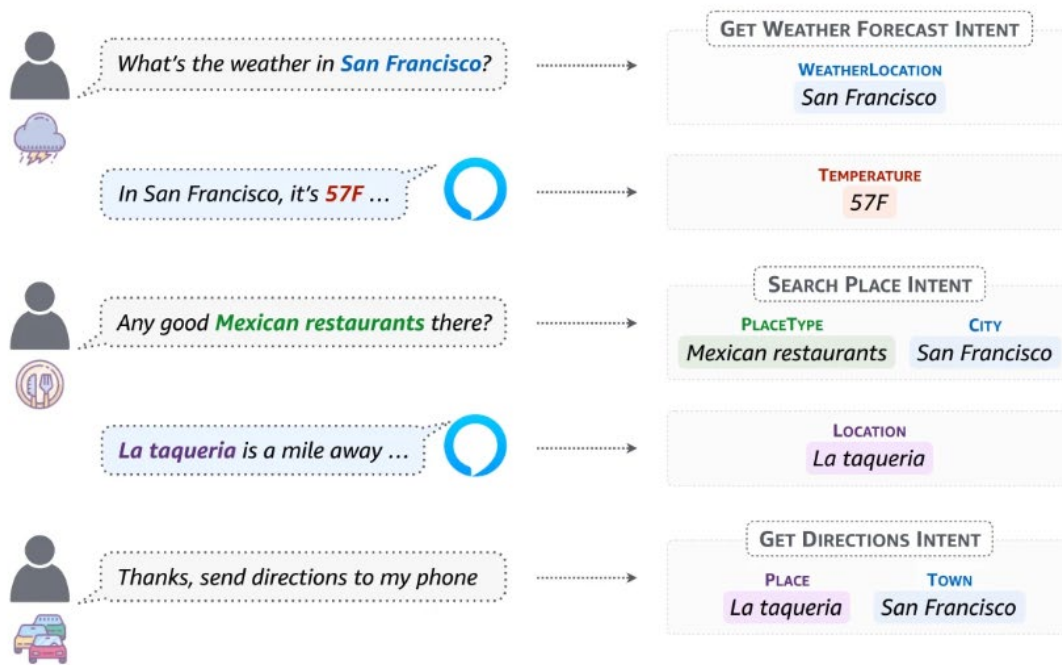 What's the weather in San Francisco?
GET WEATHER FORECAST INTENT
WEATHERLOCATION
San Francisco
In San Francisco, it's 57F ...
TEMPERATURE
57F
Any good Mexican restaurants there?
SEARCH PLACE INTENT
PLACETYPE CITY
Mexican restaurants San Francisco
La taqueria is a mile away ...
LOCATION
La taqueria
Thanks, send directions to my phone
GET DIRECTIONS INTENT
PLACE TOWN
La taqueria San Francisco